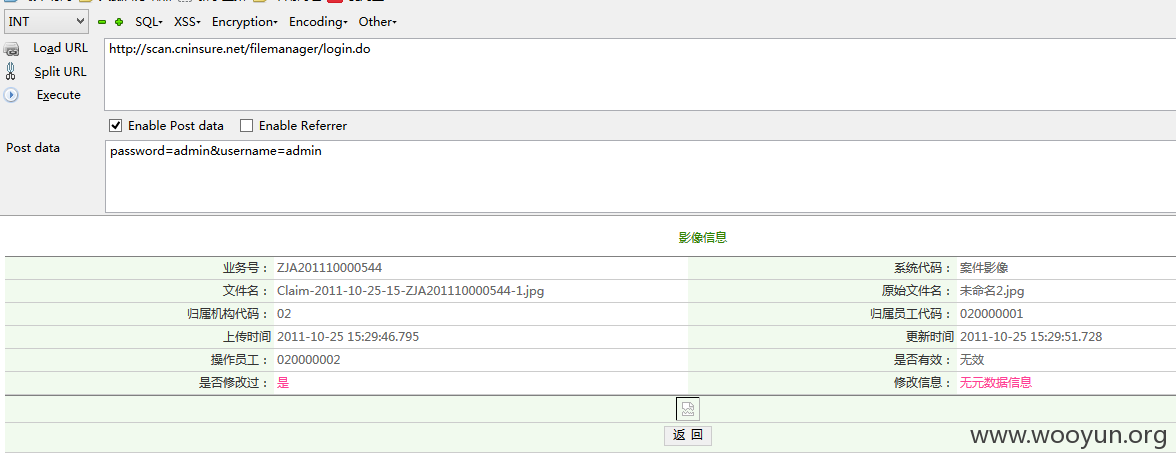 INT SQL- XSS- Encryption- Encoding- Other-
Load URL http://scan.cninsure.net/filemanager/login.do
Split URL
Execute
Enable Post data Enable Referrer
Post data password=admin&username=admin
影像信息
业务号： ZJA201110000544 系统代码： 案件影像
文件名： Claim-2011-10-25-15-ZJA201110000544-1.jpg 原始文件名： 未命名2.jpg
归属机构代码： 02 归属员工代码： 020000001
上传时间 2011-10-25 15:29:46.795 更新时间 2011-10-25 15:29:51.728
操作员工： 020000002 是否有效： 无效
是否修改过： 是 修改信息： 无元数据信息
返 回
www.wooyun.org